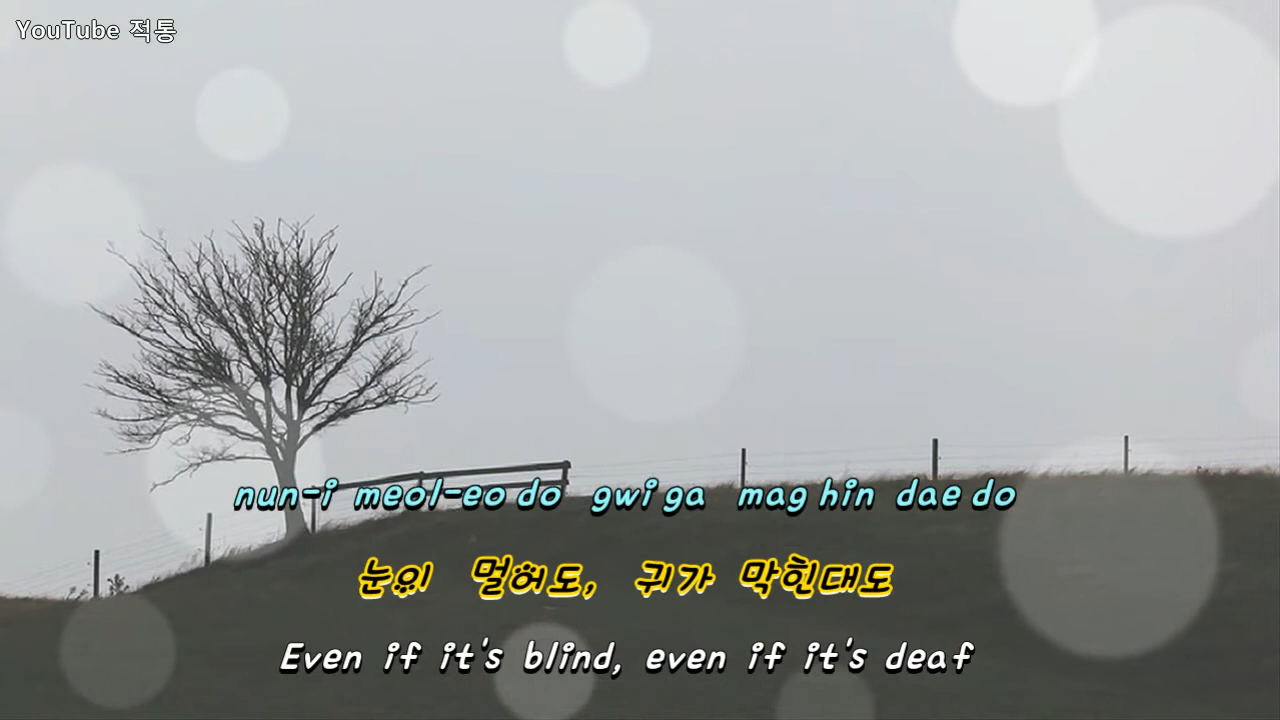 YouTube 적통
nun-i meol-eo do gwi ga mag hin dae do
눈이 멀어도, 귀가 막힌대도
Even if it's blind, even if it's deaf